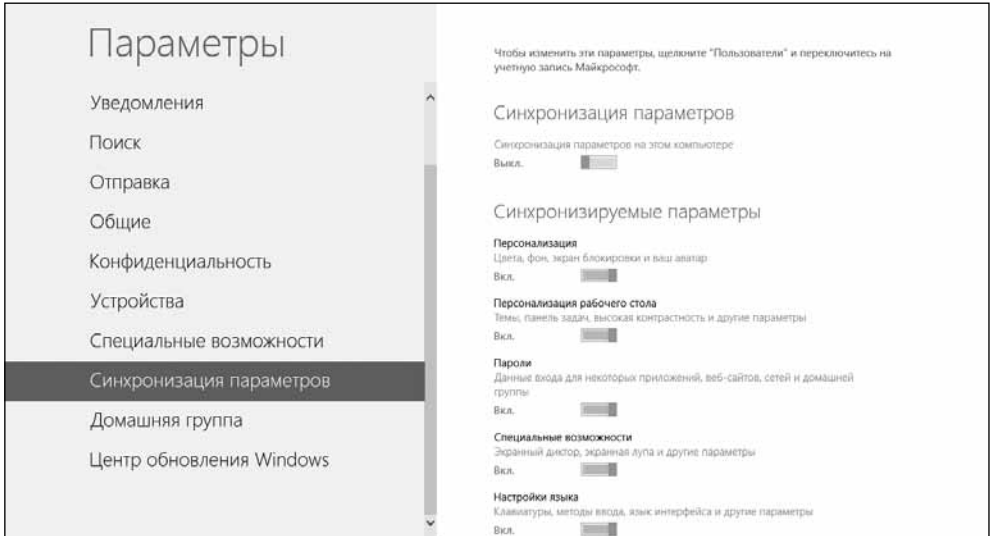 Параметры
Уведомления
Поиск
Отправка
Общие
Конфиденциальность
Устройства
Специальные возможности
Синхронизация параметров
Домашняя группа
Центр обновления Windows
Чтобы изменить эти параметры, щелкните "Пользователи" и переключитесь на
учетную запись Майкрософт.
Синхронизация параметров
Синхронизация параметров на этом компьютере
Выкл.
Синхронизируемые параметры
Персонализация
Цвета, фон, экран блокировки и ваш аватар
Вкл.
Персонализация рабочего стола
Темы, панель задач, высокая контрастность и другие параметры
Вкл.
Пароли
Данные входа для некоторых приложений, веб-сайтов, сетей и домашней
группы
Вкл.
Специальные возможности
Экранный диктор, экранная лупа и другие параметры
Вкл.
Настройки языка
Клавиатуры, методы ввода, язык интерфейса и другие параметры
Вкл.